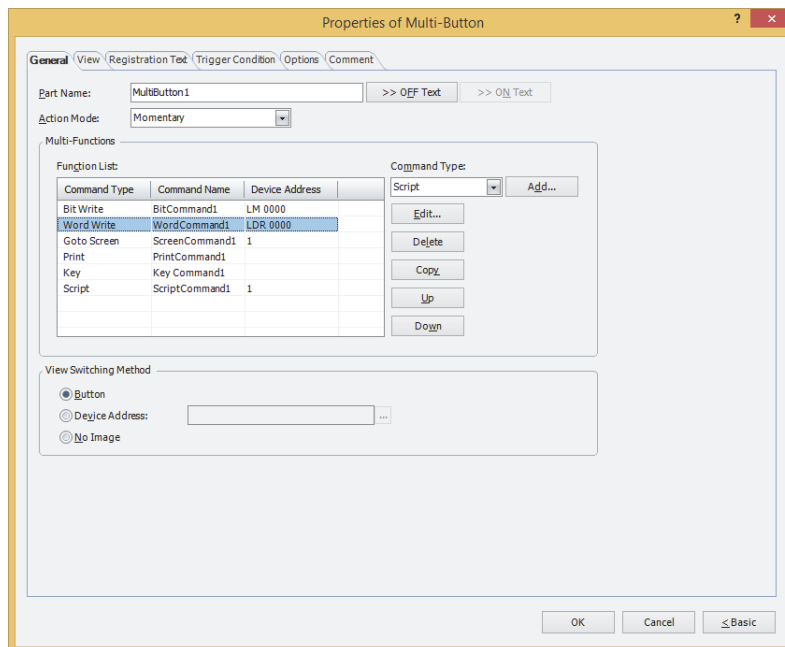 Properties of Multi-Button
?
General View Registration Text Trigger Condition Options Comment
Part Name: MultiButton1 >> OFF Text >> ON Text
Action Mode: Momentary
Multi-Functions
Function List: Command Type:
Command Type Command Name Device Address Script Add...
Bit Write BitCommand1 LM 0000
Word Write WordCommand1 LDR 0000 Edit...
Goto Screen ScreenCommand1 1 Delete
Print PrintCommand1
Key Key Command1 Copy
Script ScriptCommand1 1
Up
Down
View Switching Method
Button
Device Address: ...
No Image
OK Cancel < Basic